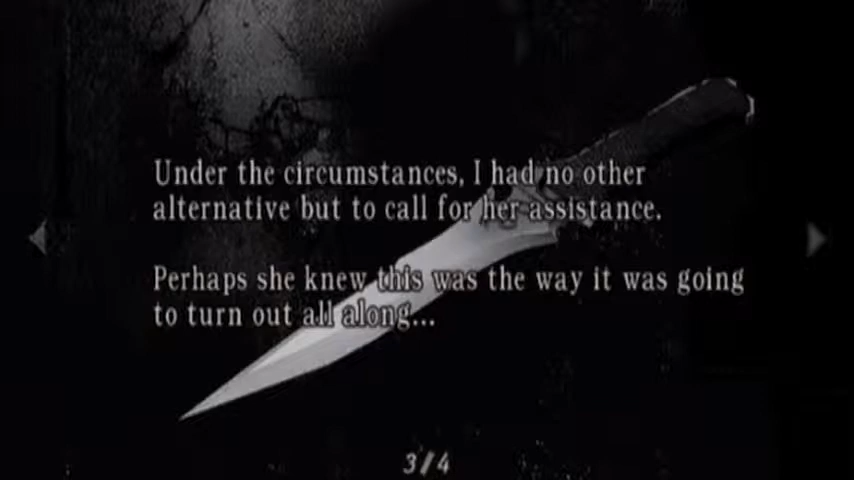 Under the circumstances, I had no other
alternative but to call for her assistance.
Perhaps she knew this was the way it was going
to turn out all along...
3/4